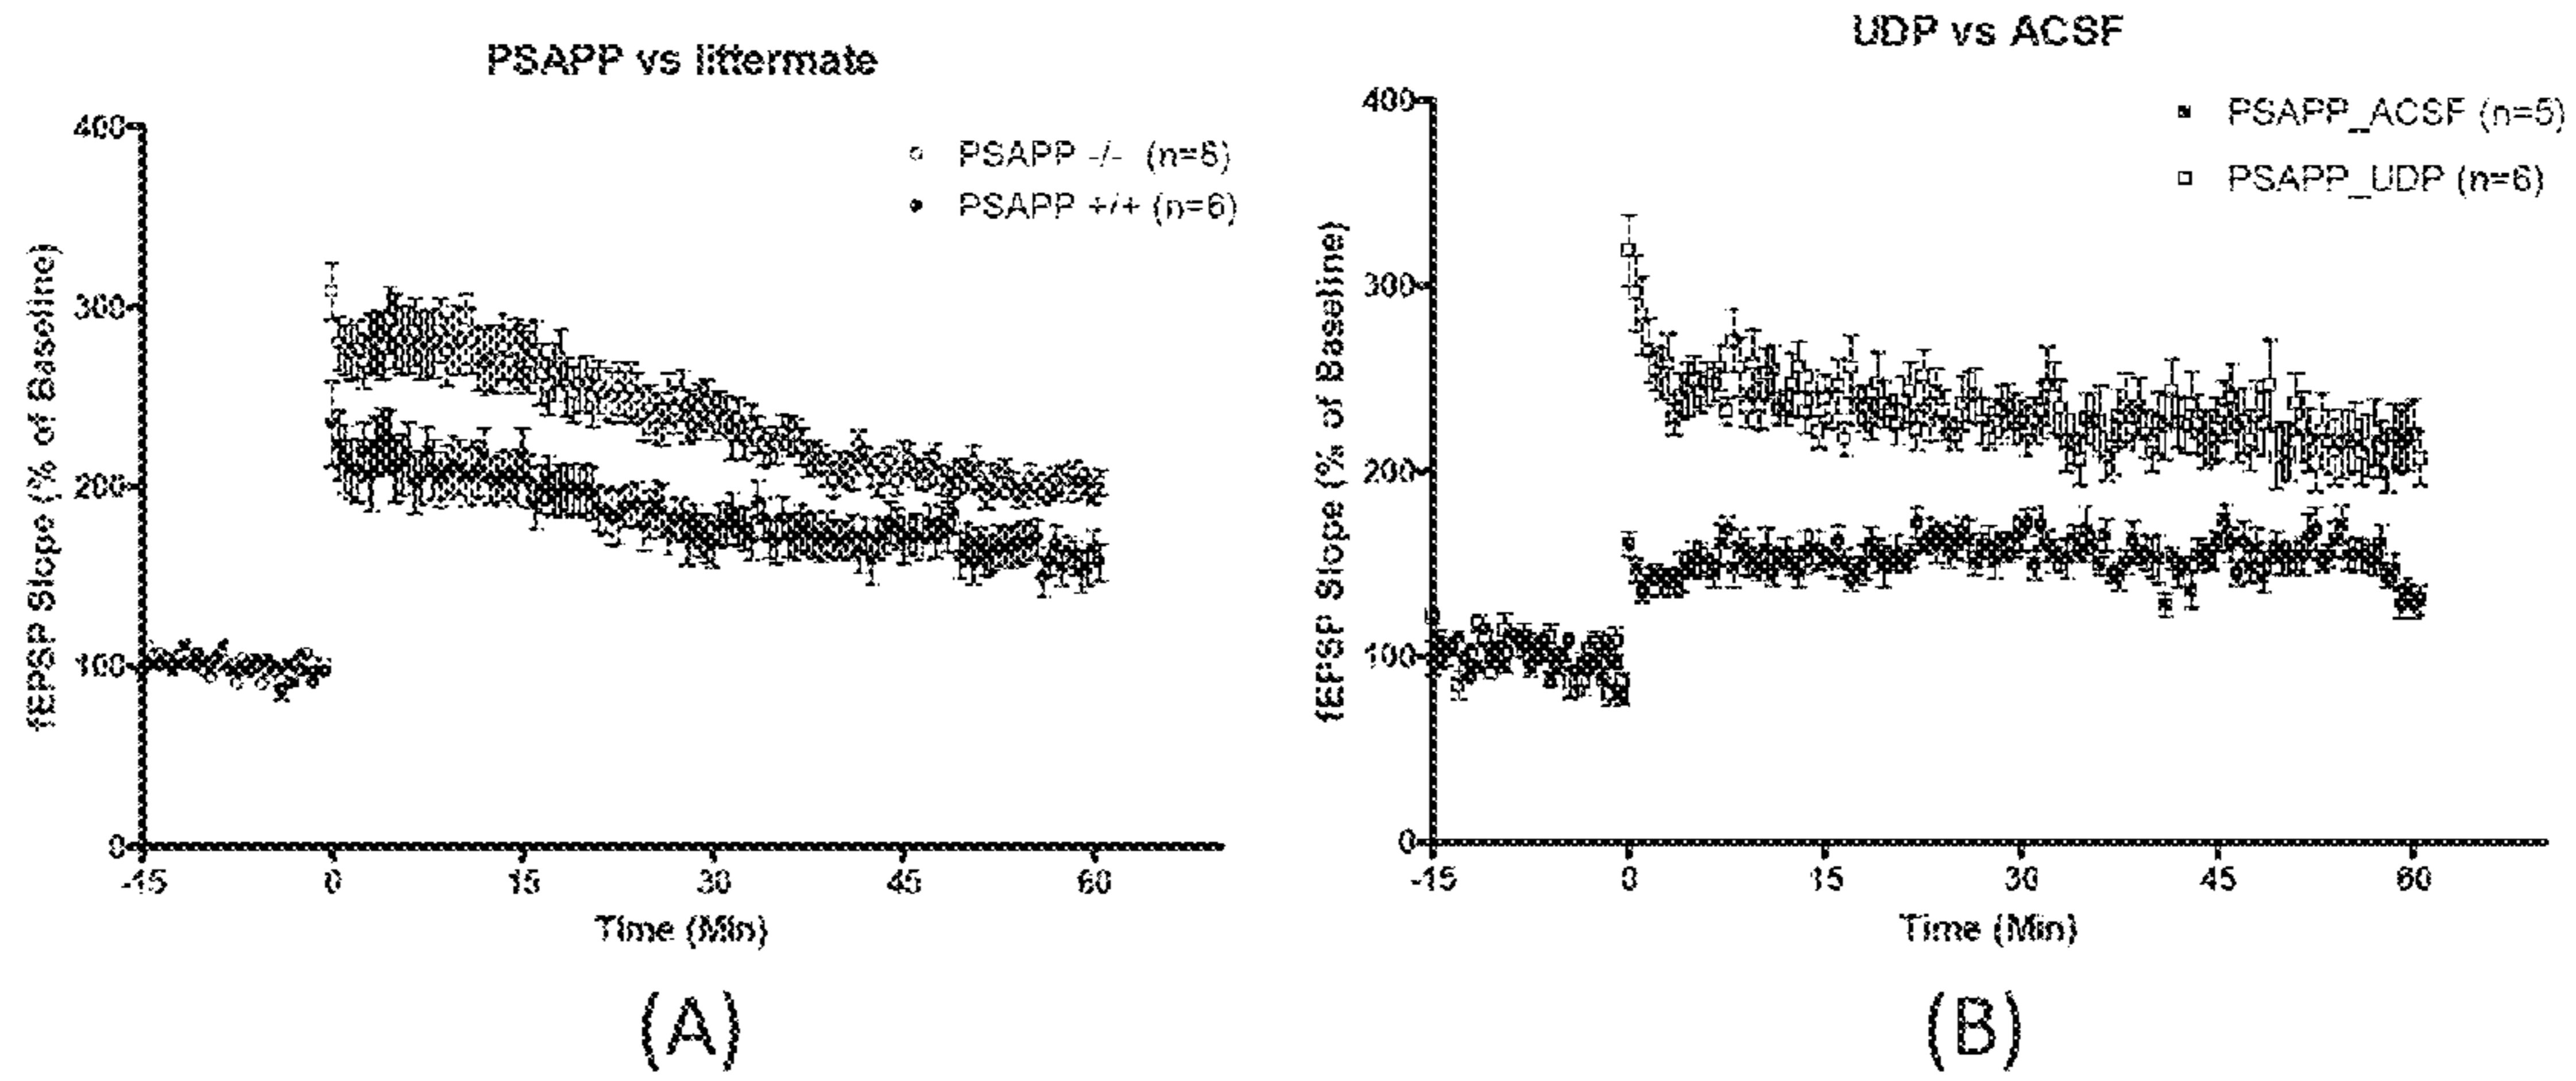 PSAPP vs littermate
fEPSP Slope (% of Baseline)
400
300
200
100
0
PSAPP -/- (n=6)
PSAPP +/+ (n=6)
-15 0 15 30 45 60
Time (Min)
(A)
UDP vs ACSF
fEPSP Slope (% of Baseline)
400
300
200
100
0
PSAPP_ACSF (n=5)
PSAPP_UDP (n=6)
-15 0 15 30 45 60
Time (Min)
(B)